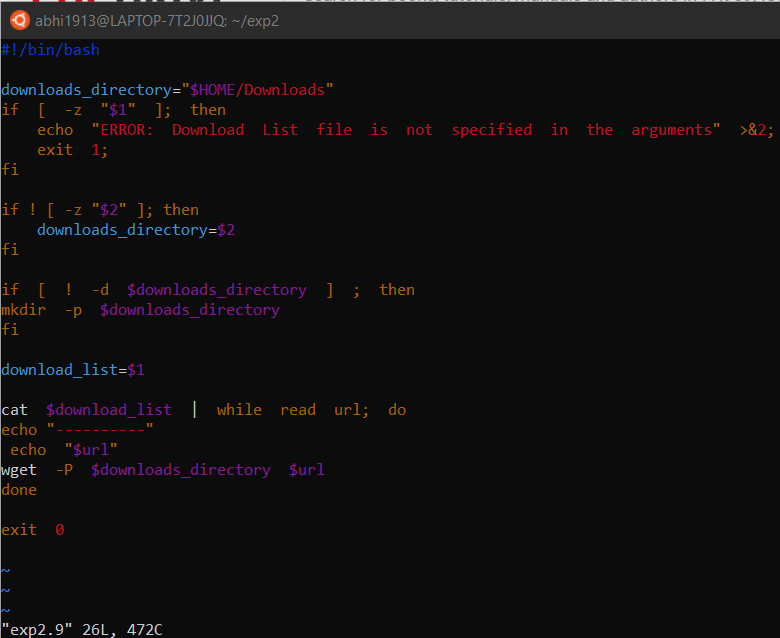 abhi1913@LAPTOP-7T2J0JJQ: ~/exp2
#!/bin/bash
downloads_directory="$HOME/Downloads"
if  [  -z  "$1"  ];  then
    echo  "ERROR:  Download  List  file  is  not  specified  in  the  arguments"  >&2;
    exit  1;
fi
if ! [ -z "$2" ]; then
    downloads_directory=$2
fi
if  [  !  -d  $downloads_directory  ]  ;  then
mkdir  -p  $downloads_directory
fi
download_list=$1
cat  $download_list  |  while  read  url;  do
echo "----------"
 echo  "$url"
wget  -P  $downloads_directory  $url
done
exit  0
~
~
~
"exp2.9" 26L, 472C